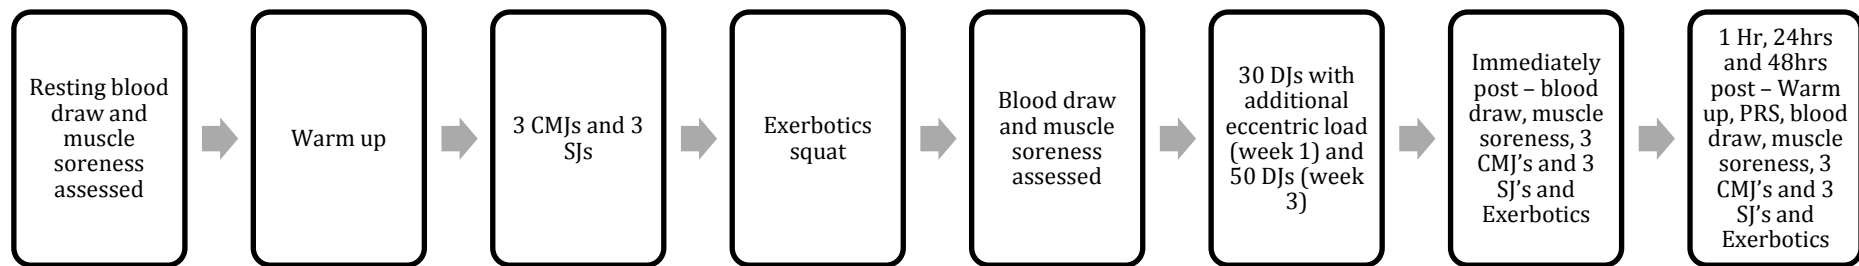 Resting blood
draw and
muscle
soreness
assessed
Warm up
3 CMJs and 3
SJs
Exerbotics
squat
Blood draw
and muscle
soreness
assessed
30 DJs with
additional
eccentric load
(week 1) and
50 DJs (week
3)
Immediately
post – blood
draw, muscle
soreness, 3
CMJ's and 3
SJ's and
Exerbotics
1 Hr, 24hrs
and 48hrs
post – Warm
up, PRS, blood
draw, muscle
soreness, 3
CMJ's and 3
SJ's and
Exerbotics